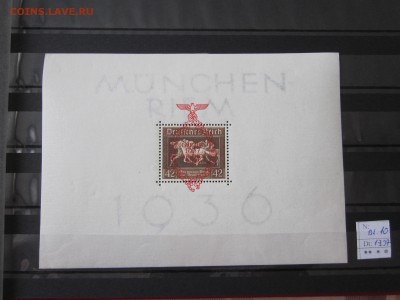 COINS.LAVE.RU
MÜNCHEN-
RIEM
Deutsches Reich
42 42
1936